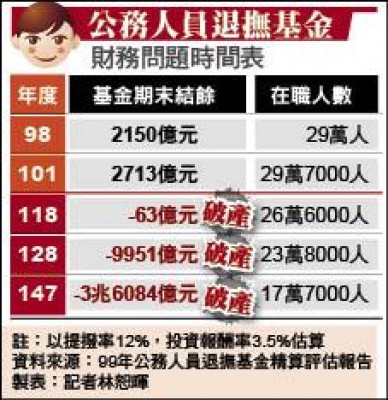 公務人員退撫基金
財務問題時間表
年度 基金期末結餘 在職人數
98 2150億元 29萬人
101 2713億元 29萬7000人
118 -63億元 破產 26萬6000人
128 -9951億元 破產 23萬8000人
147 -3兆6084億元 破產 17萬7000人
註：以提撥率12%，投資報酬率3.5%估算
資料來源：99年公務人員退撫基金精算評估報告
製表：記者林恕暉